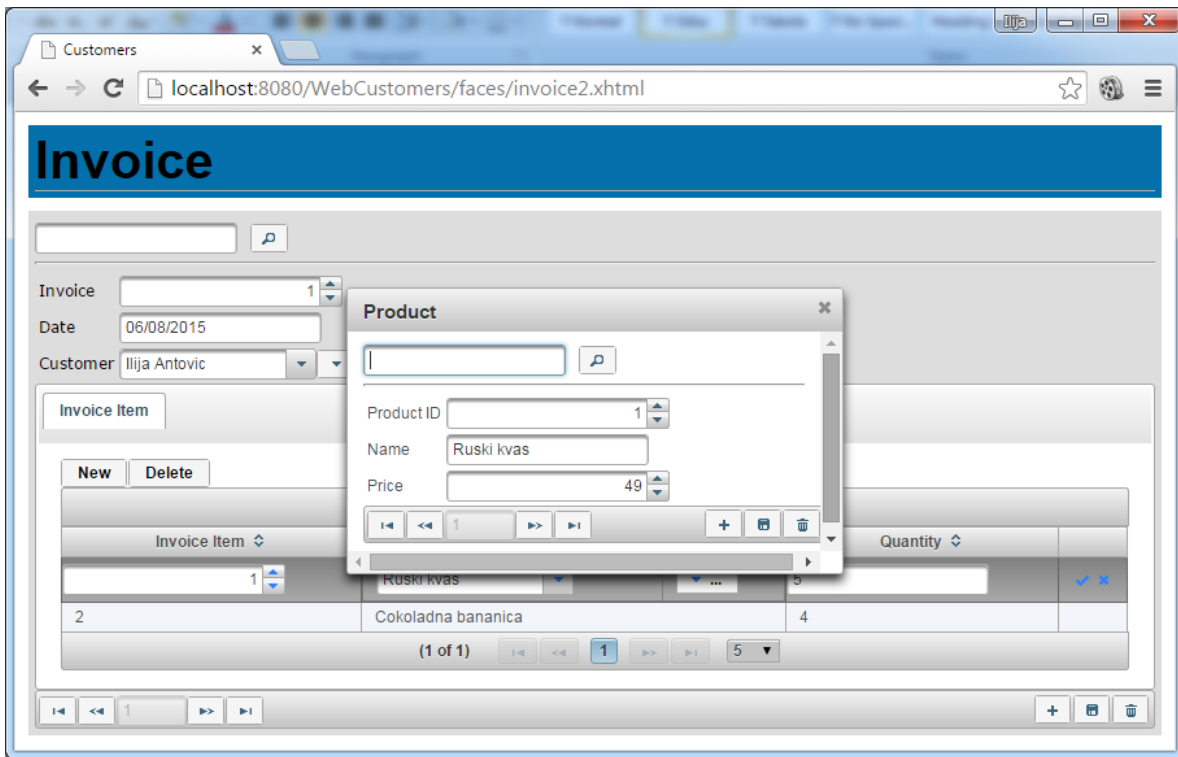 Ilija
Customers
localhost:8080/WebCustomers/faces/invoice2.xhtml
Invoice
Invoice 1
Date 06/08/2015
Customer Ilija Antovic
Invoice Item
New Delete
Invoice Item Quantity
1 Ruski kvas ... 5
2 Cokoladna bananica 4
(1 of 1) 1 5
1
Product
Product ID 1
Name Ruski kvas
Price 49
1